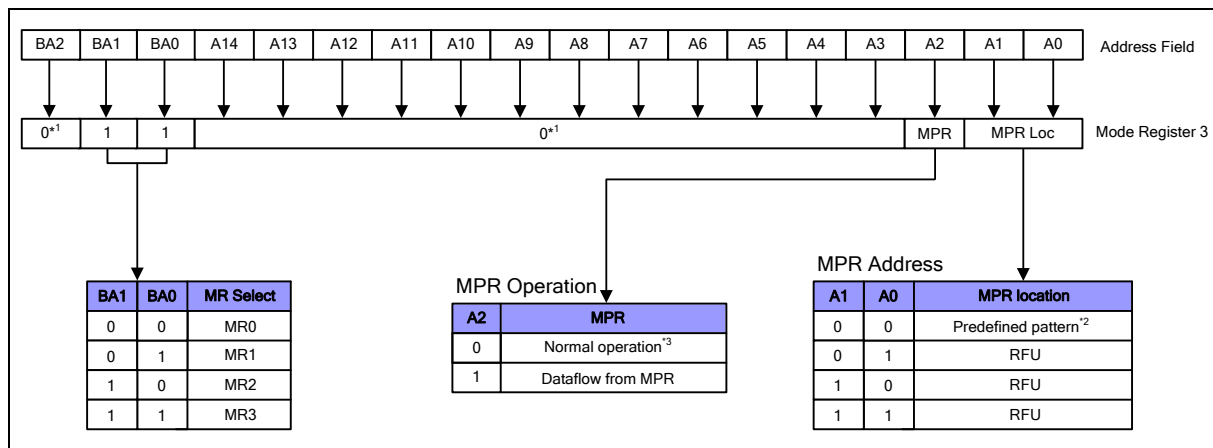 BA2 BA1 BA0 A14 A13 A12 A11 A10 A9 A8 A7 A6 A5 A4 A3 A2 A1 A0 Address Field
0*1 1 1 0*1 MPR MPR Loc Mode Register 3
BA1 BA0 MR Select
0 0 MR0
0 1 MR1
1 0 MR2
1 1 MR3
MPR Operation
A2 MPR
0 Normal operation*3
1 Dataflow from MPR
MPR Address
A1 A0 MPR location
0 0 Predefined pattern*2
0 1 RFU
1 0 RFU
1 1 RFU